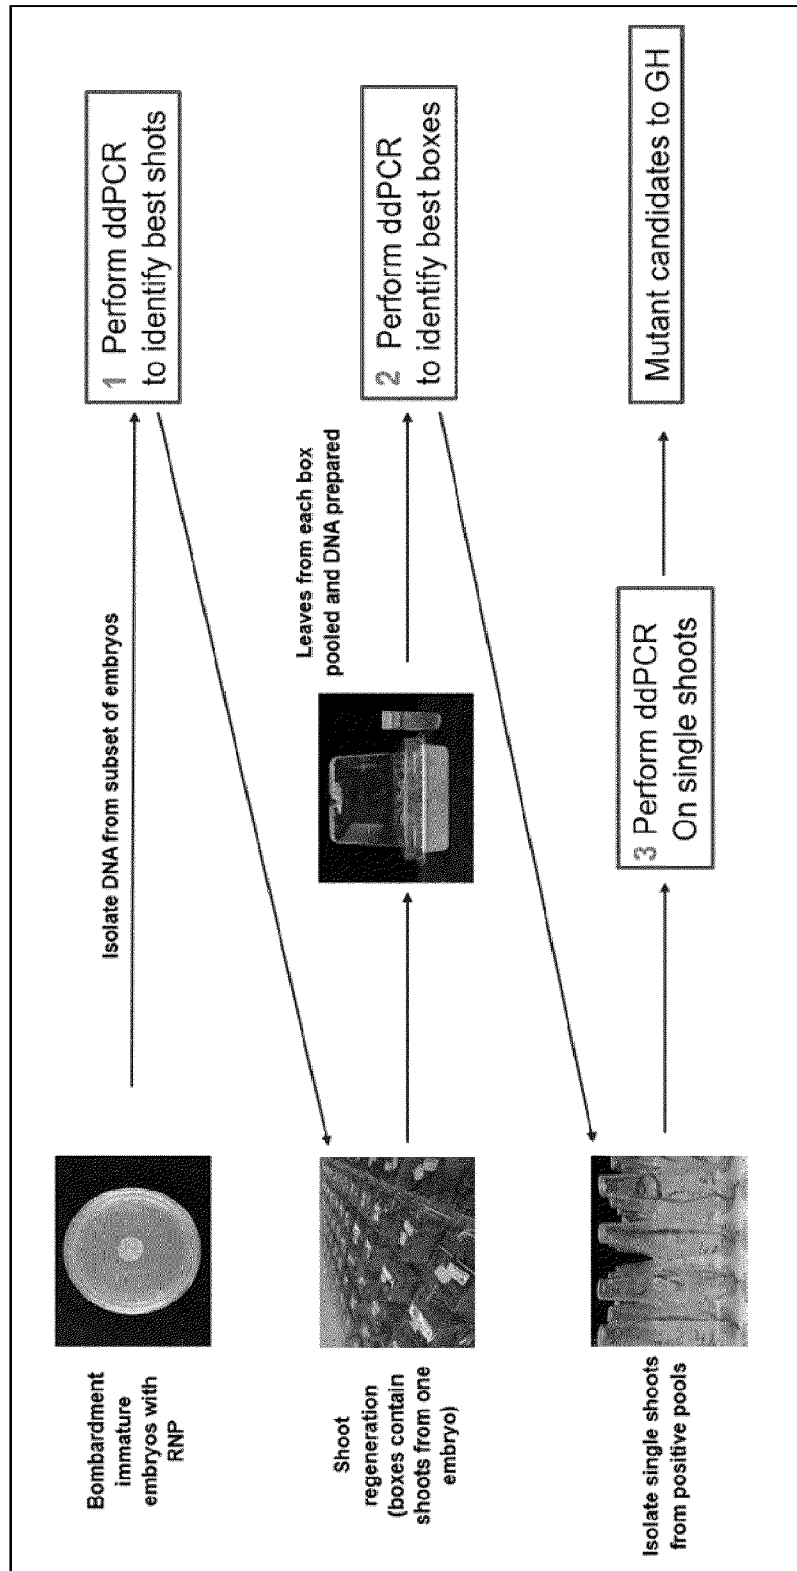 Bombardment
immature
embryos with
RNP
Isolate DNA from subset of embryos
1 Perform ddPCR
to identify best shots
Shoot
regeneration
(boxes contain
shoots from one
embryo)
Leaves from each box
pooled and DNA prepared
2 Perform ddPCR
to identify best boxes
Isolate single shoots
from positive pools
3 Perform ddPCR
On single shoots
Mutant candidates to GH